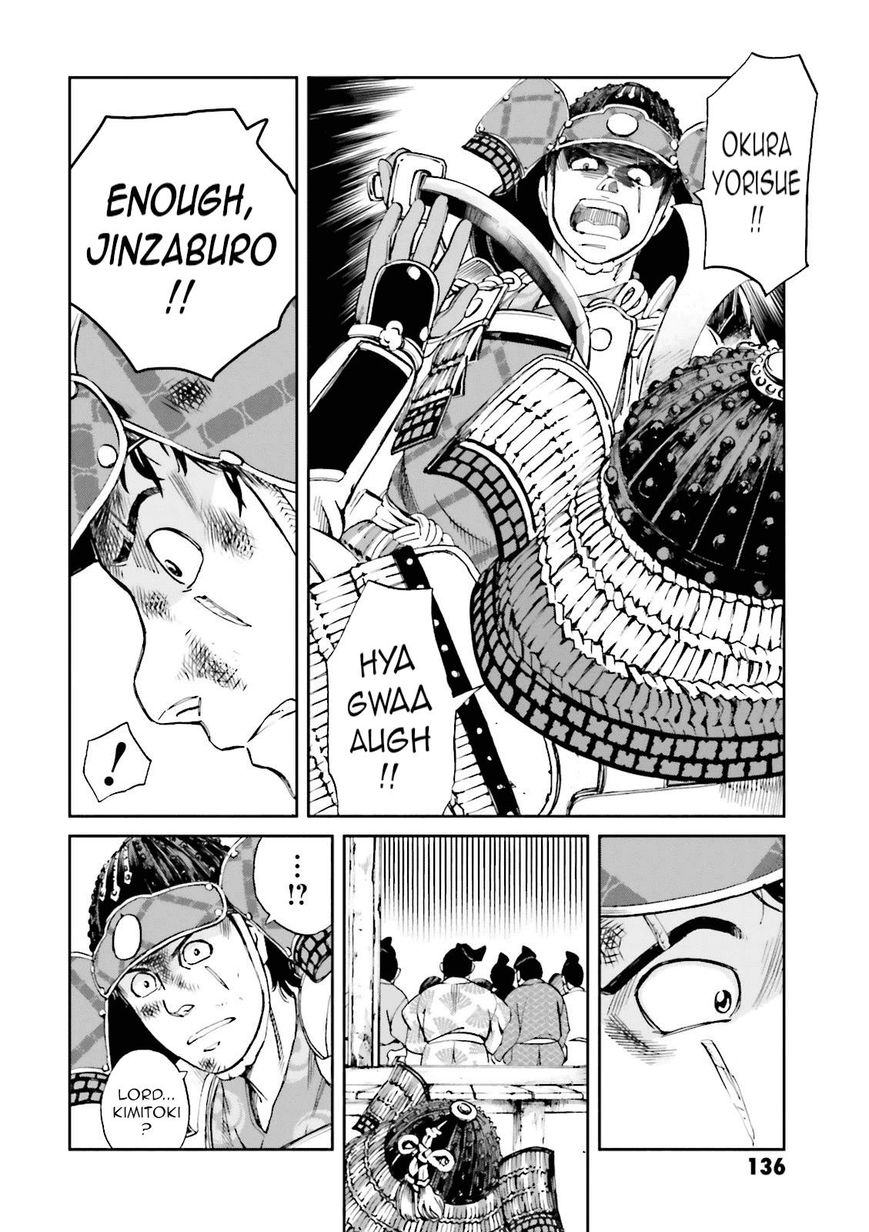 OKURA
YORISUE
!!
HYA
GWAA
AUGH
!!
ENOUGH,
JINZABURO
!!
!
...
!?
LORD...
KIMITOKI
?
136